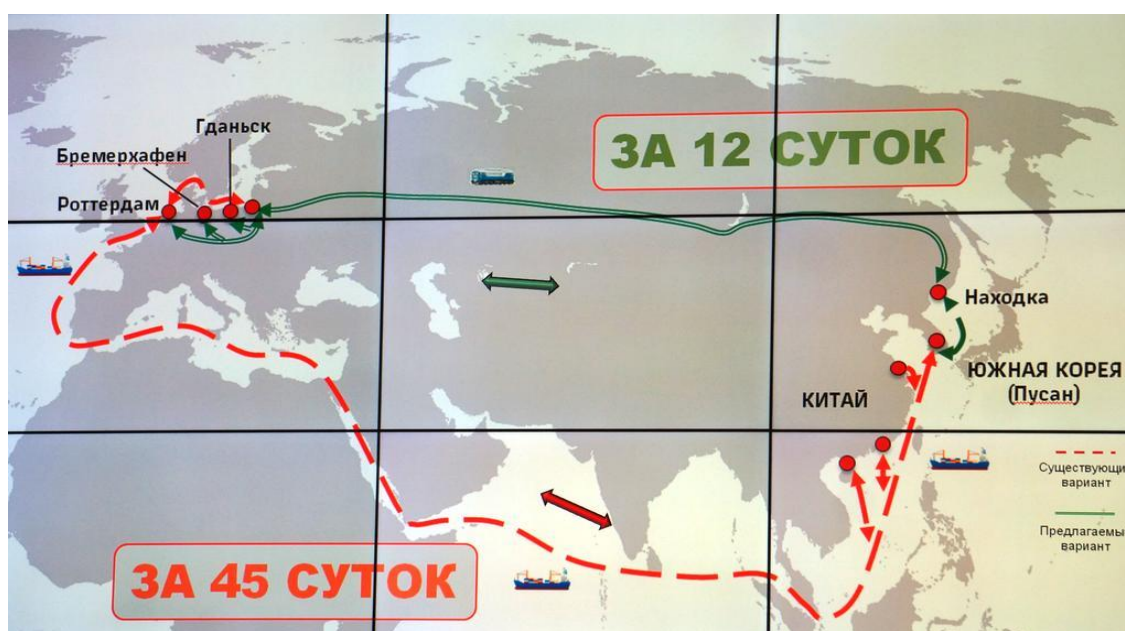 Гданьск
Бремерхафен
Роттердам
ЗА 12 СУТОК
Находка
ЮЖНАЯ КОРЕЯ
(Пусан)
КИТАЙ
Существующи
вариант
Предлагаемы
вариант
ЗА 45 СУТОК